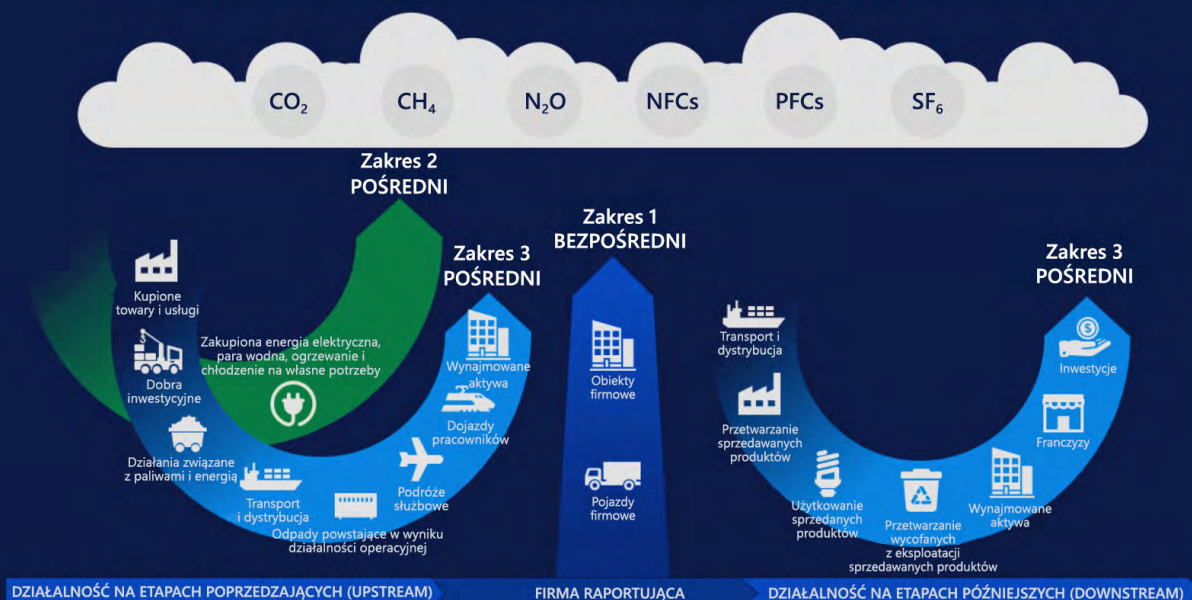 CO₂
CH₄
N₂O
NFCs
PFCs
SF₆
Zakres 2
POŚREDNI
Zakres 3
POŚREDNI
Zakres 1
BEZPOŚREDNI
Zakres 3
POŚREDNI
Kupione
towary i usługi
Dobra
inwestycyjne
Działania związane
z paliwami i energią
Zakupiona energia elektryczna,
para wodna, ogrzewanie i
chłodzenie na własne potrzeby
Transport
i dystrybucja
Odpady powstające w wyniku
działalności operacyjnej
Podróże
służbowe
Dojazdy
pracowników
Wynajmowane
aktywa
Obiekty
firmowe
Pojazdy
firmowe
Transport i
dystrybucja
Przetwarzanie
sprzedawanych
produktów
Użytkowanie
sprzedanych
produktów
Przetwarzanie
wycofanych
z eksploatacji
sprzedawanych produktów
Wynajmowane
aktywa
Franczyzy
$
Inwestycje
DZIAŁALNOŚĆ NA ETAPACH POPRZEDZAJĄCYCH (UPSTREAM)
FIRMA RAPORTUJĄCA
DZIAŁALNOŚĆ NA ETAPACH PÓŹNIEJSZYCH (DOWNSTREAM)